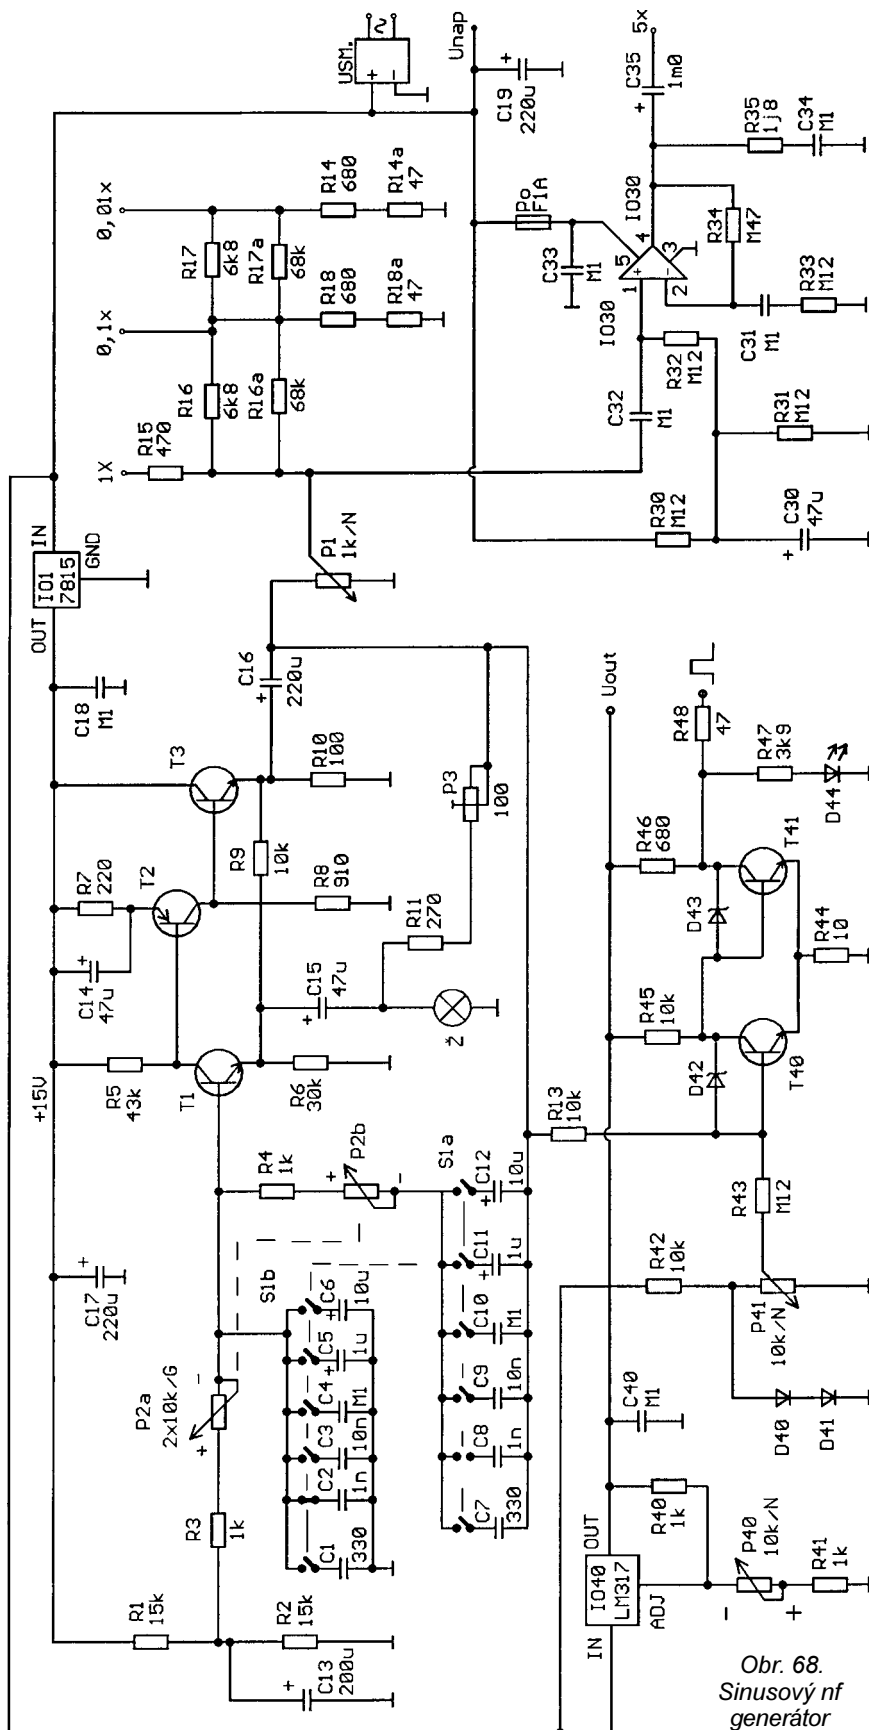 USM.
+
-
Unap
+
C19
220u
5x
C35
1m0
+
R35
1j8
C34
M1
0,01x
R17
6k8
R17a
68k
R14
680
R14a
47
Po
F1A
IO30
4
5
3
R34
M47
0,1x
R18
680
R18a
47
C33
M1
IO30
1
+
2
-
C31
M1
R33
M12
R16
6k8
R16a
68k
R15
470
1X
C32
M1
R32
M12
R31
M12
R30
M12
C30
47u
+
IN
IO1
7815
OUT
GND
P1
1k/N
C18
M1
C16
+
220u
T3
R10
100
P3
100
Uout
R48
47
R47
3k9
D44
R7
220
T2
R9
10k
R8
910
R11
270
R46
680
D43
T41
+
C14
47u
+
C15
47u
Ž
R45
10k
R44
10
+15V
R5
43k
T1
R6
30k
D42
T40
R13
10k
R4
1k
+
P2b
-
S1a
C12
+
10u
R43
M12
+
C17
220u
S1b
C6
+
10u
C11
+
1u
R42
10k
P41
10k/N
P2a
2x10k/G
-
+
C5
+
1u
C4
M1
C3
10n
C2
1n
C1
330
C10
M1
C9
10n
C8
1n
C7
330
C40
M1
D40
D41
R3
1k
R40
1k
P40
10k/N
-
+
R41
1k
R1
15k
R2
15k
+
C13
200u
OUT
IO40
LM317
IN
ADJ
Obr. 68.
Sinusový nf
generátor